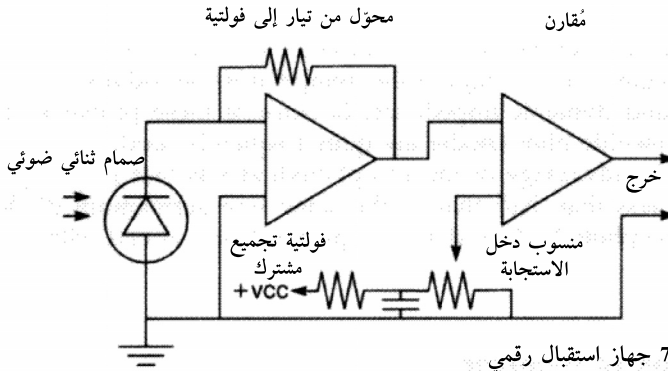 محوّل من تيار إلى فولتية
مُقارن
صمام ثنائي ضوئي
خرج
فولتية تجميع
مشترك
+vcc
منسوب دخل
الاستجابة
7 جهاز استقبال رقمي